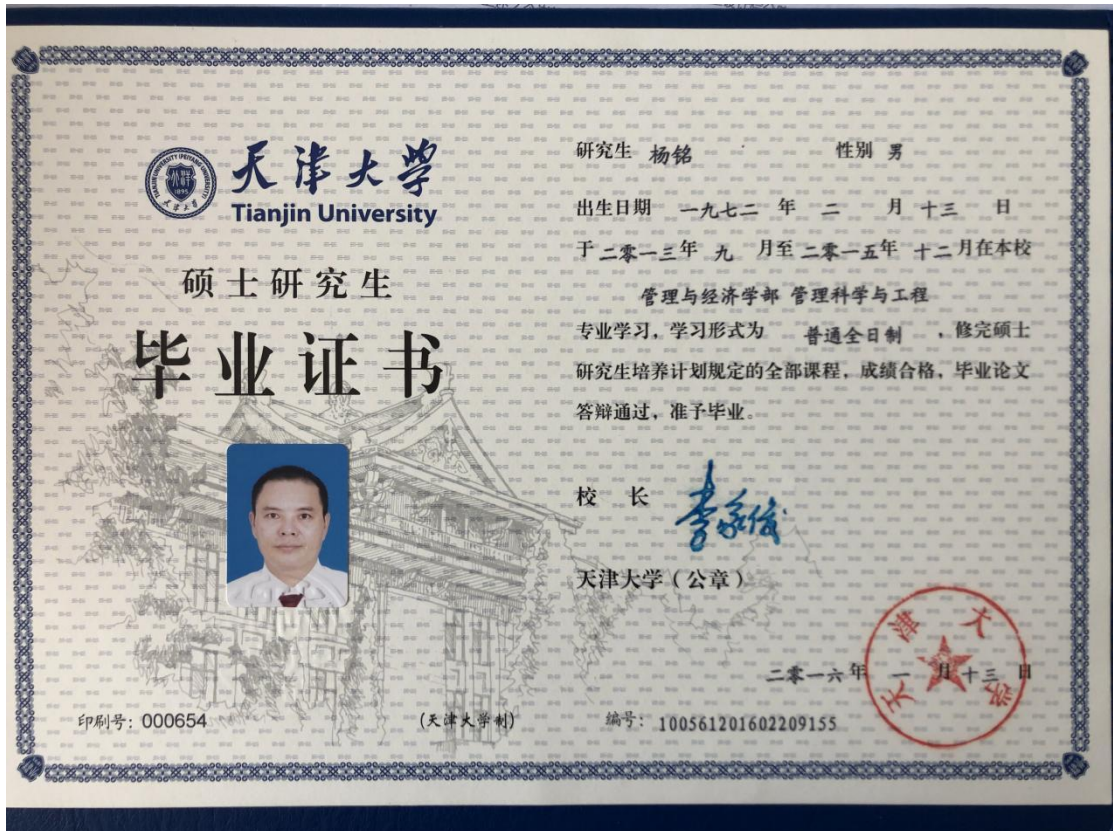 天津大学
Tianjin University
硕士研究生
毕业证书
印刷号：000654
(天津大学制)
研究生 杨铭 性别 男
出生日期 一九七二 年 二 月 十三 日
于 二零一三年 九 月至 二零一五年 十二月在本校
管理与经济学部 管理科学与工程
专业学习，学习形式为 普通全日制 ，修完硕士
研究生培养计划规定的全部课程，成绩合格，毕业论文
答辩通过，准予毕业。
校 长 李家俊
天津大学（公章）
二零一六年 一 月十三 日
天津大学
编号： 100561201602209155